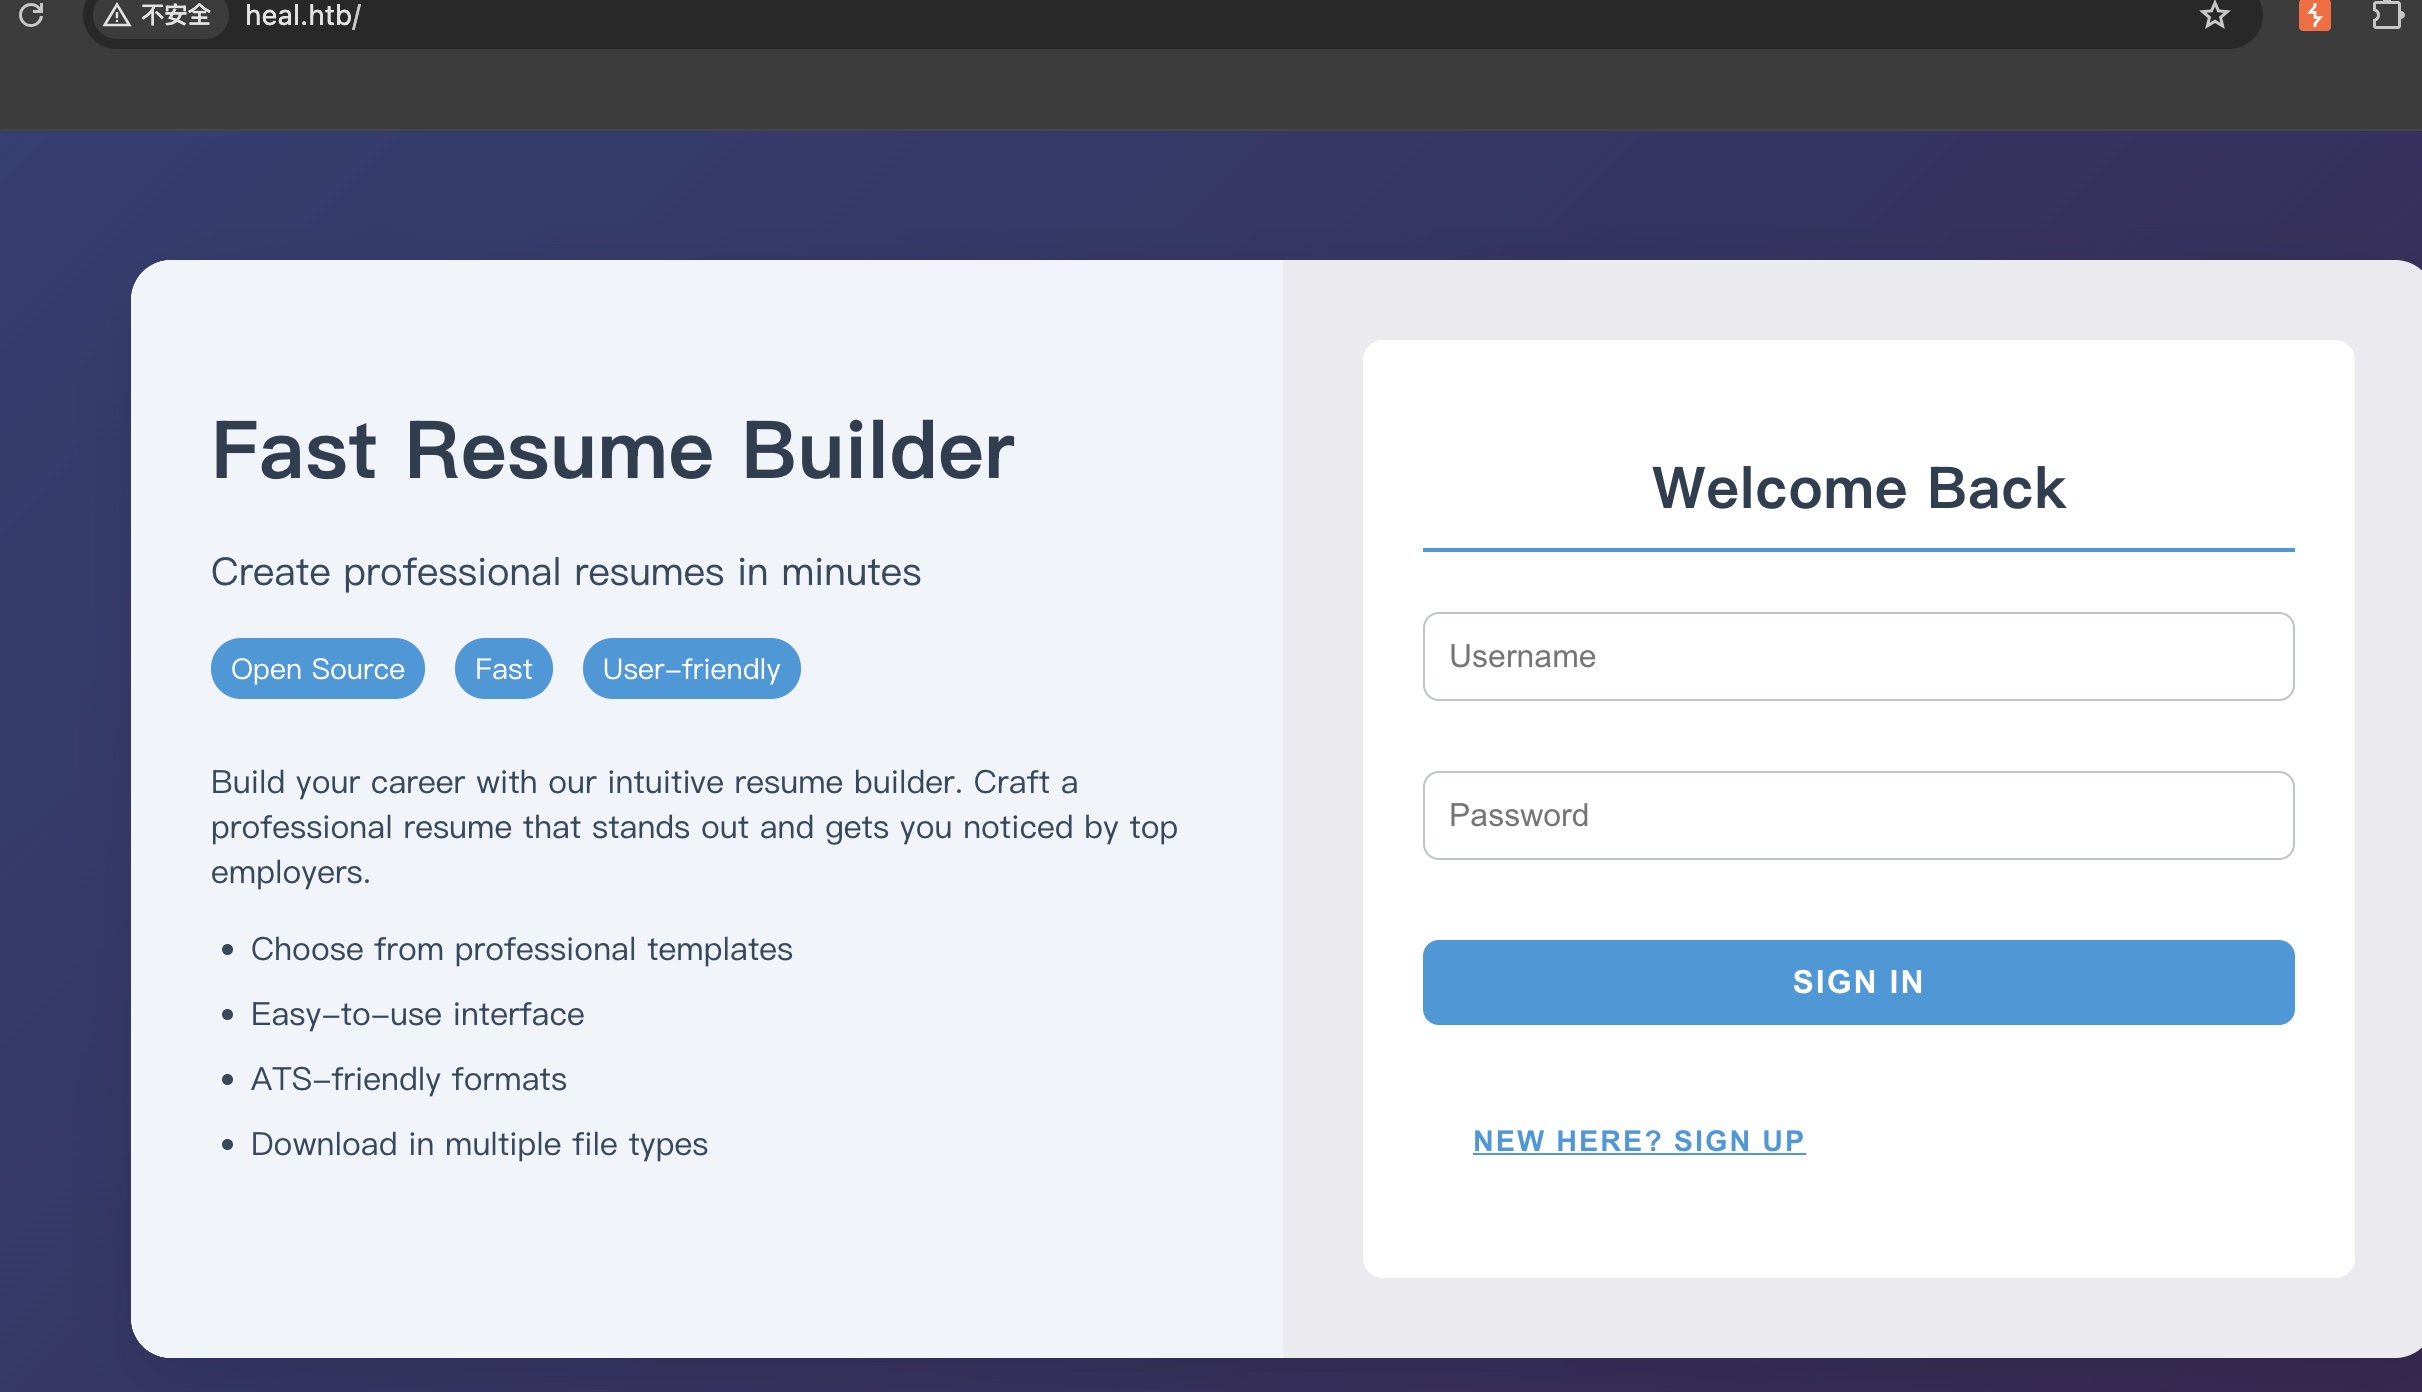 不安全 heal.htb/
Fast Resume Builder
Create professional resumes in minutes
Open Source Fast User-friendly
Build your career with our intuitive resume builder. Craft a
professional resume that stands out and gets you noticed by top
employers.
• Choose from professional templates
• Easy-to-use interface
• ATS-friendly formats
• Download in multiple file types
Welcome Back
Username
Password
SIGN IN
NEW HERE? SIGN UP